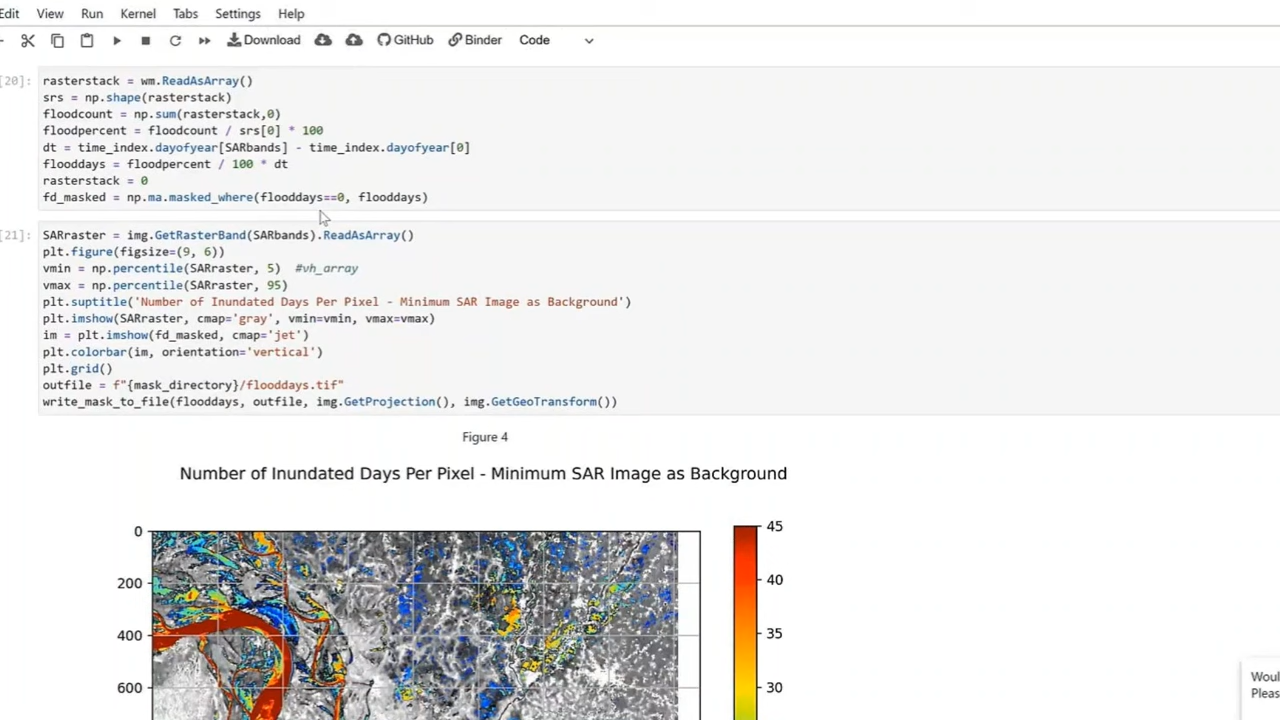 Edit View Run Kernel Tabs Settings Help
Download GitHub Binder Code
[20]:
rasterstack = wm.ReadAsArray()
srs = np.shape(rasterstack)
floodcount = np.sum(rasterstack,0)
floodpercent = floodcount / srs[0] * 100
dt = time_index.dayofyear[SARbands] - time_index.dayofyear[0]
flooddays = floodpercent / 100 * dt
rasterstack = 0
fd_masked = np.ma.masked_where(flooddays==0, flooddays)
[21]:
SARraster = img.GetRasterBand(SARbands).ReadAsArray()
plt.figure(figsize=(9, 6))
vmin = np.percentile(SARraster, 5)  #vh_array
vmax = np.percentile(SARraster, 95)
plt.suptitle('Number of Inundated Days Per Pixel - Minimum SAR Image as Background')
plt.imshow(SARraster, cmap='gray', vmin=vmin, vmax=vmax)
im = plt.imshow(fd_masked, cmap='jet')
plt.colorbar(im, orientation='vertical')
plt.grid()
outfile = f"{mask_directory}/flooddays.tif"
write_mask_to_file(flooddays, outfile, img.GetProjection(), img.GetGeoTransform())
Figure 4
Number of Inundated Days Per Pixel - Minimum SAR Image as Background
0
200
400
600
45
40
35
30
Woul
Pleas